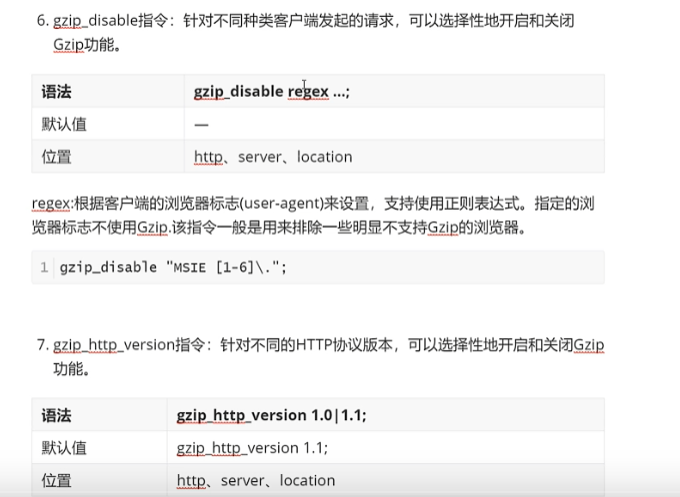 6. gzip_disable指令：针对不同种类客户端发起的请求，可以选择性地开启和关闭
Gzip功能。
语法 gzip_disable regex ...;
默认值 —
位置 http、server、location
regex:根据客户端的浏览器标志(user-agent)来设置，支持使用正则表达式。指定的浏
览器标志不使用Gzip.该指令一般是用来排除一些明显不支持Gzip的浏览器。
1 gzip_disable "MSIE [1-6]\.";
7. gzip_http_version指令：针对不同的HTTP协议版本，可以选择性地开启和关闭Gzip
功能。
语法 gzip_http_version 1.0|1.1;
默认值 gzip_http_version 1.1;
位置 http、server、location